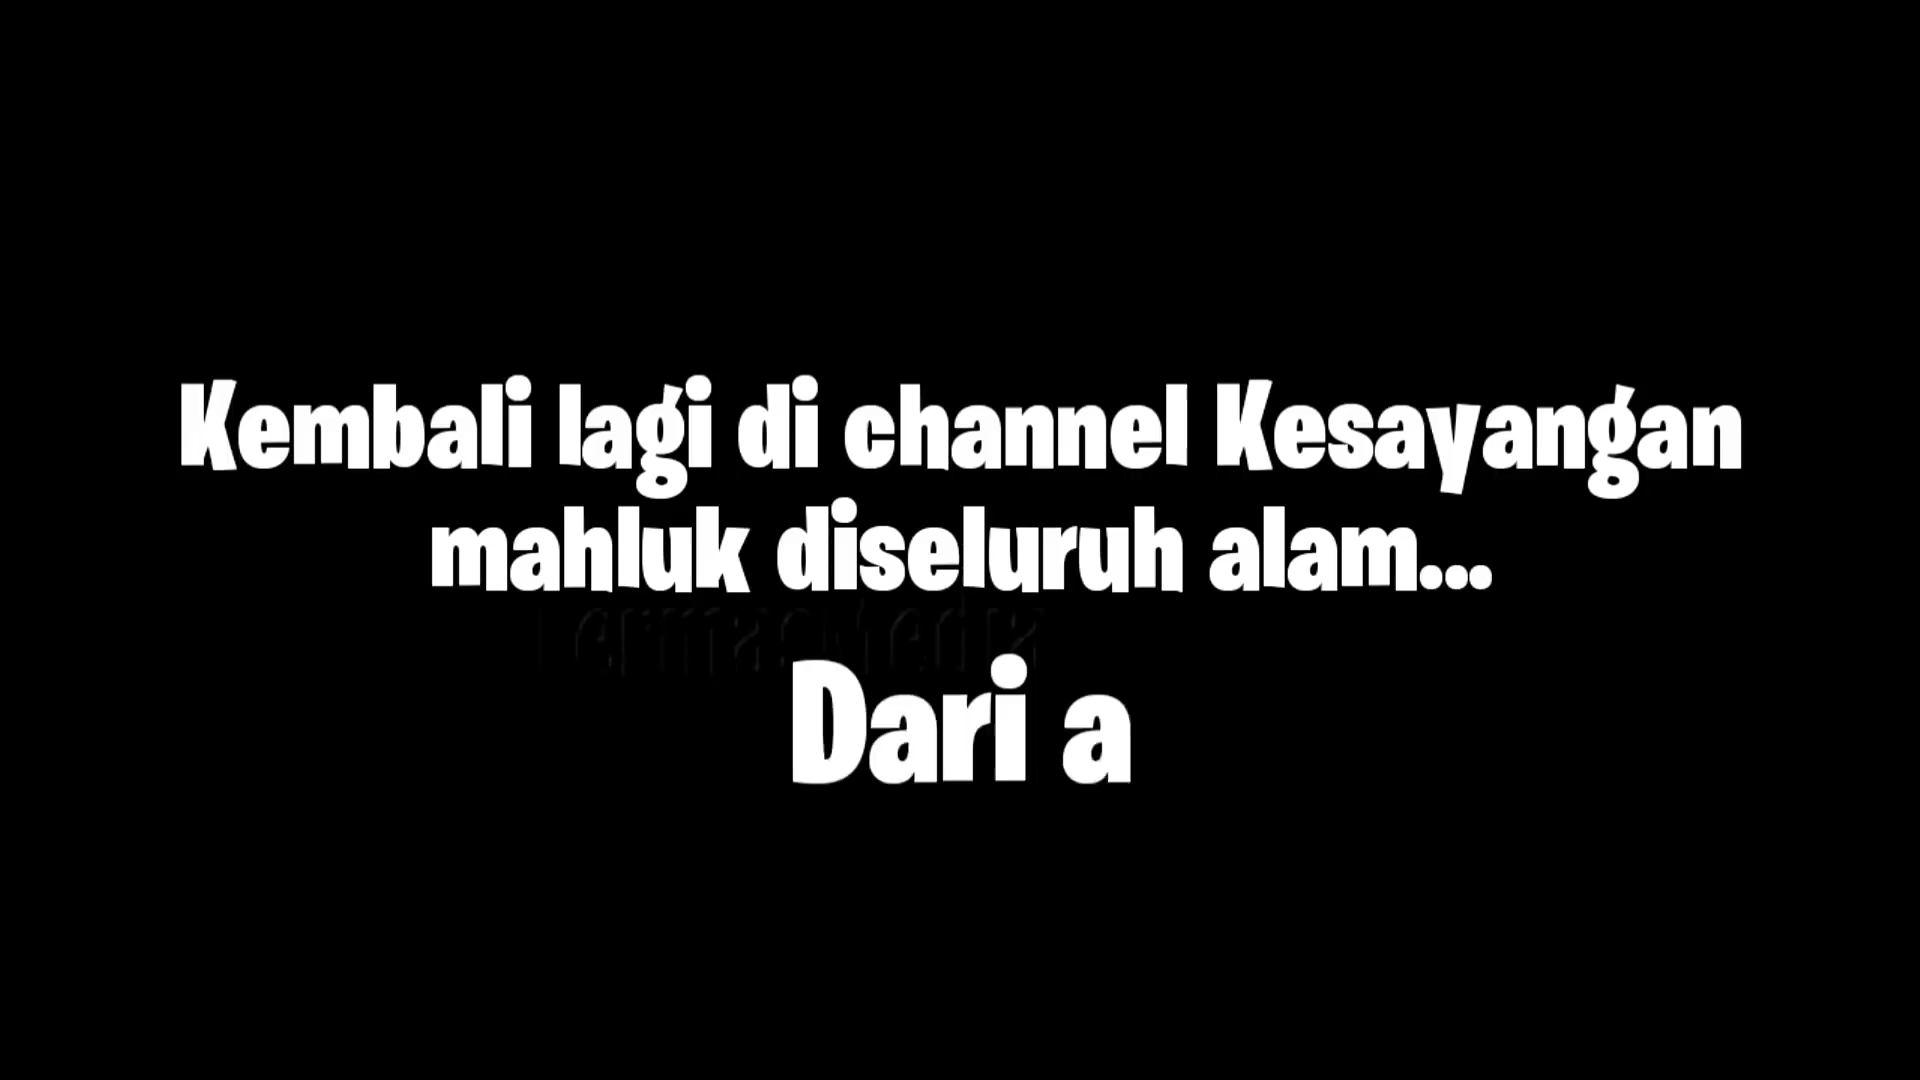 Kembali lagi di channel Kesayangan
mahluk diseluruh alam...
Dari a